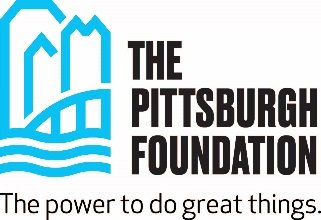 THE
PITTSBURGH
FOUNDATION
The power to do great things.